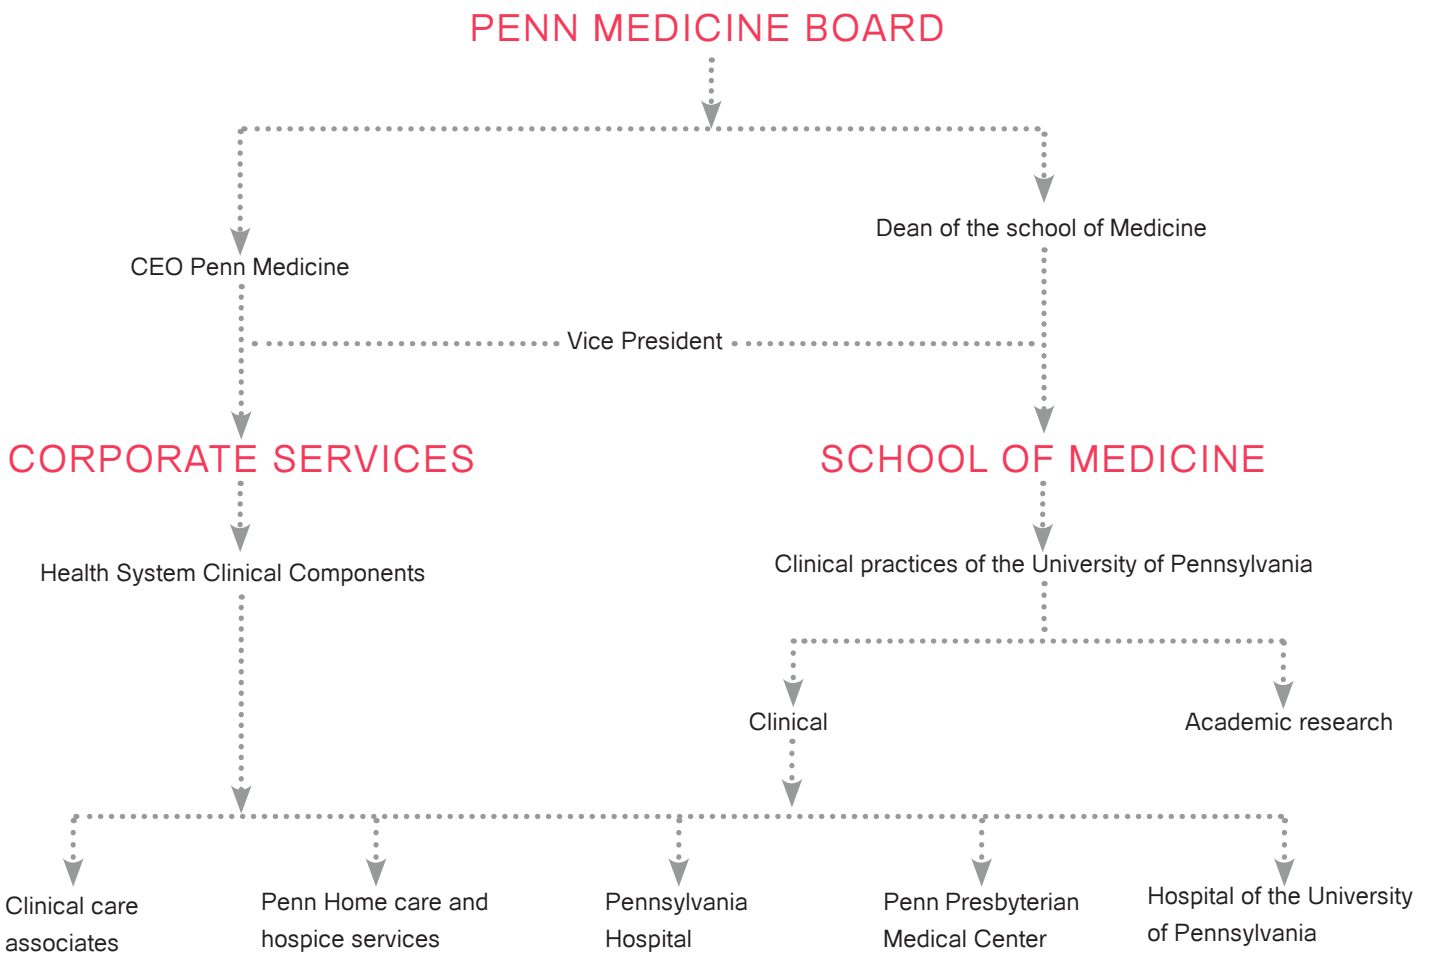 PENN MEDICINE BOARD
Dean of the school of Medicine
CEO Penn Medicine
Vice President
CORPORATE SERVICES
SCHOOL OF MEDICINE
Health System Clinical Components
Clinical practices of the University of Pennsylvania
Clinical
Academic research
Clinical care
associates
Penn Home care and
hospice services
Pennsylvania
Hospital
Penn Presbyterian
Medical Center
Hospital of the University
of Pennsylvania